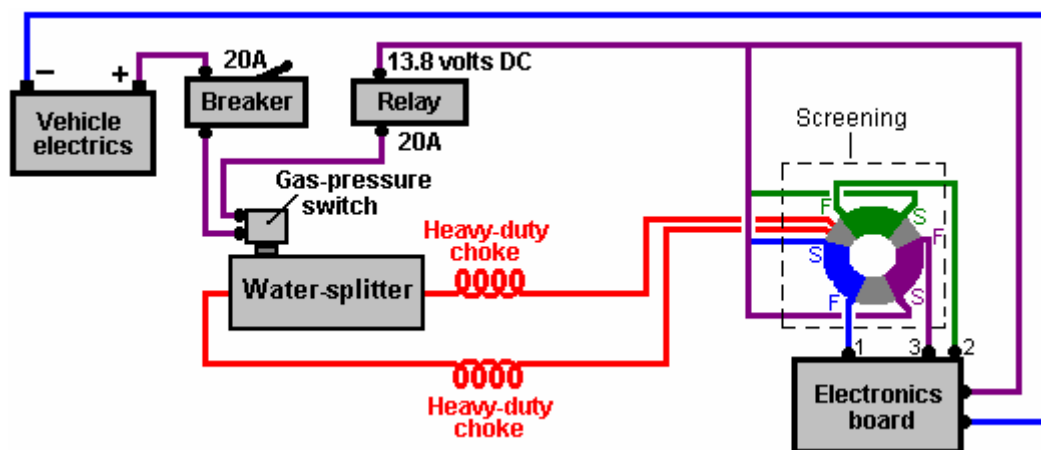 – +
20A
13.8 volts DC
Vehicle
electrics
Breaker
Relay
20A
Screening
Gas-pressure
switch
F
S
F
S
F
S
Heavy-duty
choke
Water-splitter
1 3 2
Heavy-duty
choke
Electronics
board